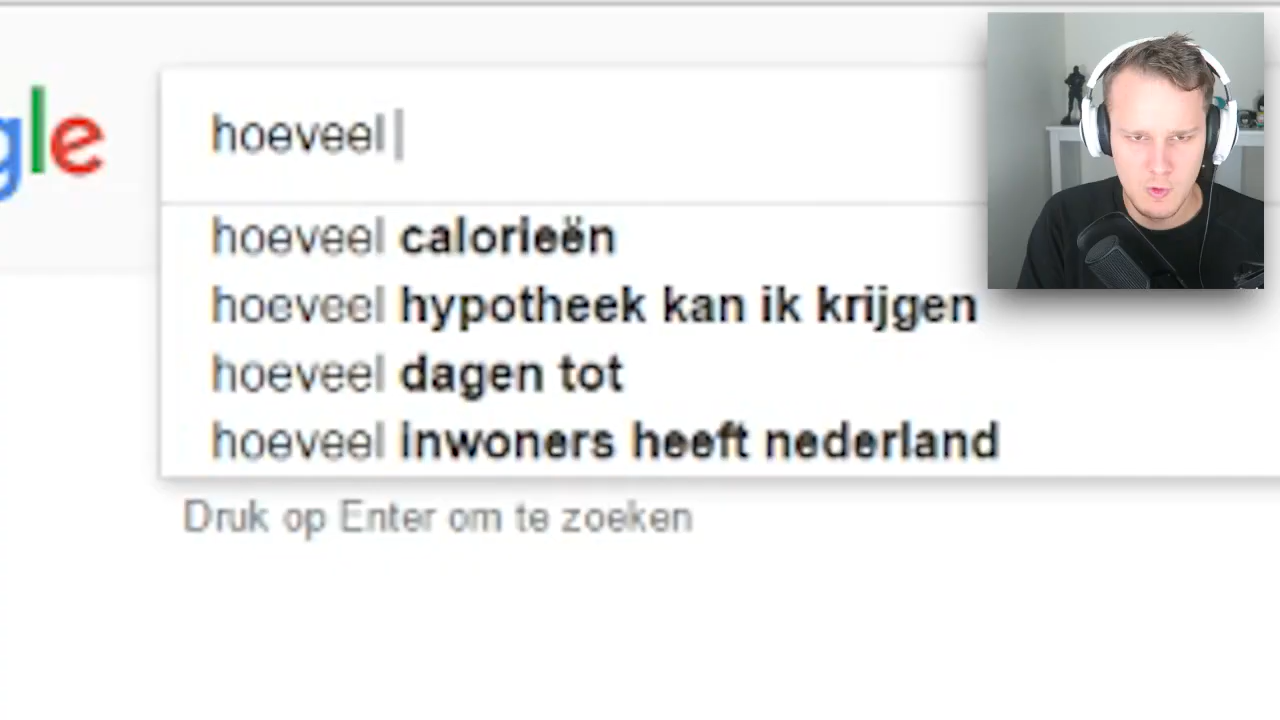 gle
hoeveel
hoeveel calorieën
hoeveel hypotheek kan ik krijgen
hoeveel dagen tot
hoeveel inwoners heeft nederland
Druk op Enter om te zoeken